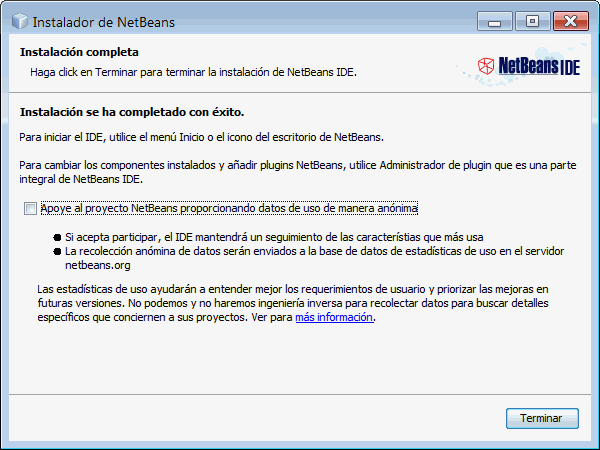 Instalador de NetBeans
Instalación completa
Haga click en Terminar para terminar la instalación de NetBeans IDE.
NetBeans IDE
Instalación se ha completado con éxito.
Para iniciar el IDE, utilice el menú Inicio o el icono del escritorio de NetBeans.
Para cambiar los componentes instalados y añadir plugins NetBeans, utilice Administrador de plugin que es una parte
integral de NetBeans IDE.
Apoye al proyecto NetBeans proporcionando datos de uso de manera anónima
● Si acepta participar, el IDE mantendrá un seguimiento de las característias que más usa
● La recolección anómina de datos serán enviados a la base de datos de estadísticas de uso en el servidor
netbeans.org
Las estadísticas de uso ayudarán a entender mejor los requerimientos de usuario y priorizar las mejoras en
futuras versiones. No podemos y no haremos ingeniería inversa para recolectar datos para buscar detalles
específicos que conciernen a sus proyectos. Ver para más información.
Terminar